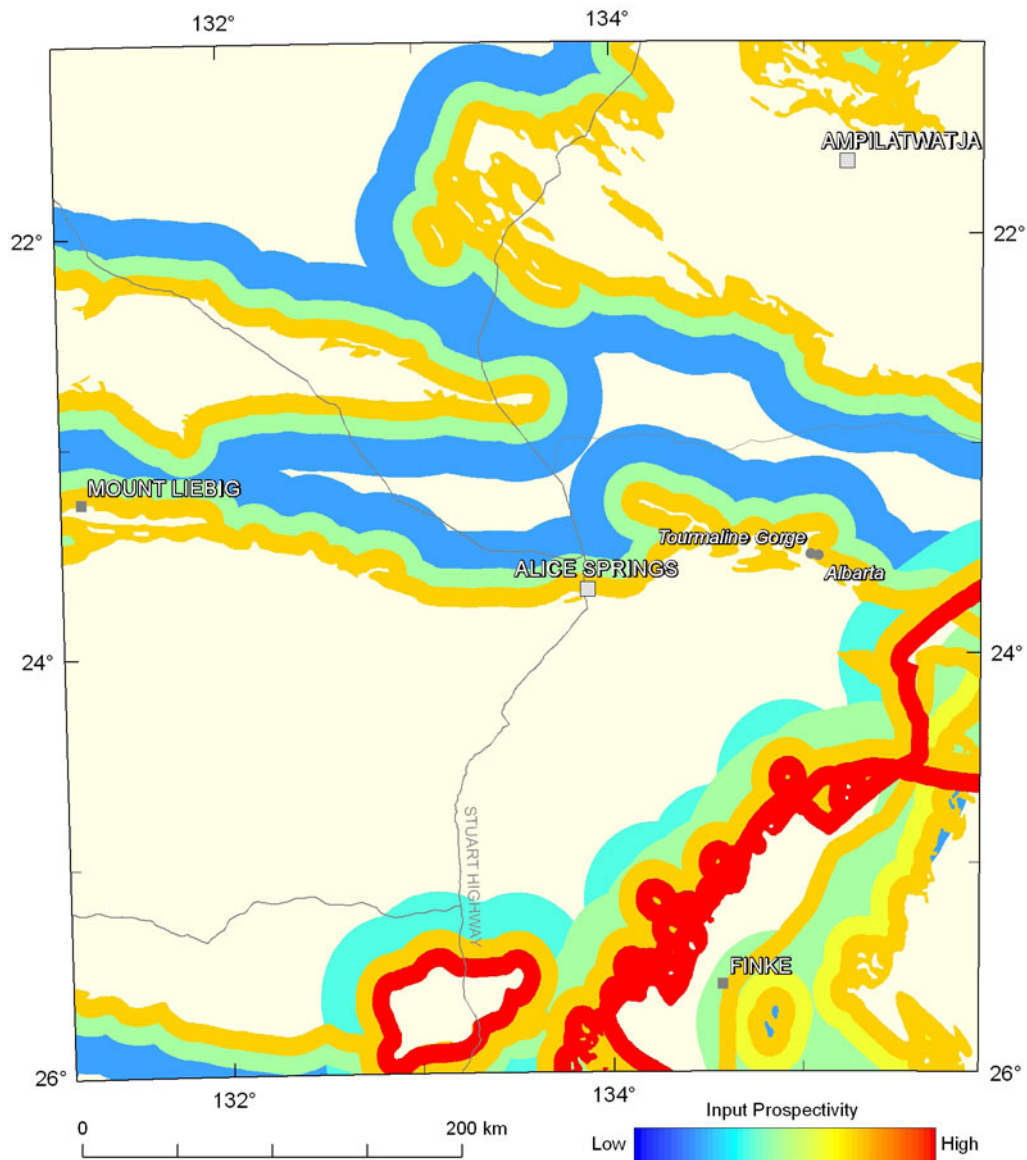 132°
134°
AMPILATWATJA
22°
22°
MOUNT LIEBIG
Tourmaline Gorge
ALICE SPRINGS
Albarta
24°
24°
STUART HIGHWAY
FINKE
26°
26°
132°
134°
0
200 km
Input Prospectivity
Low
High